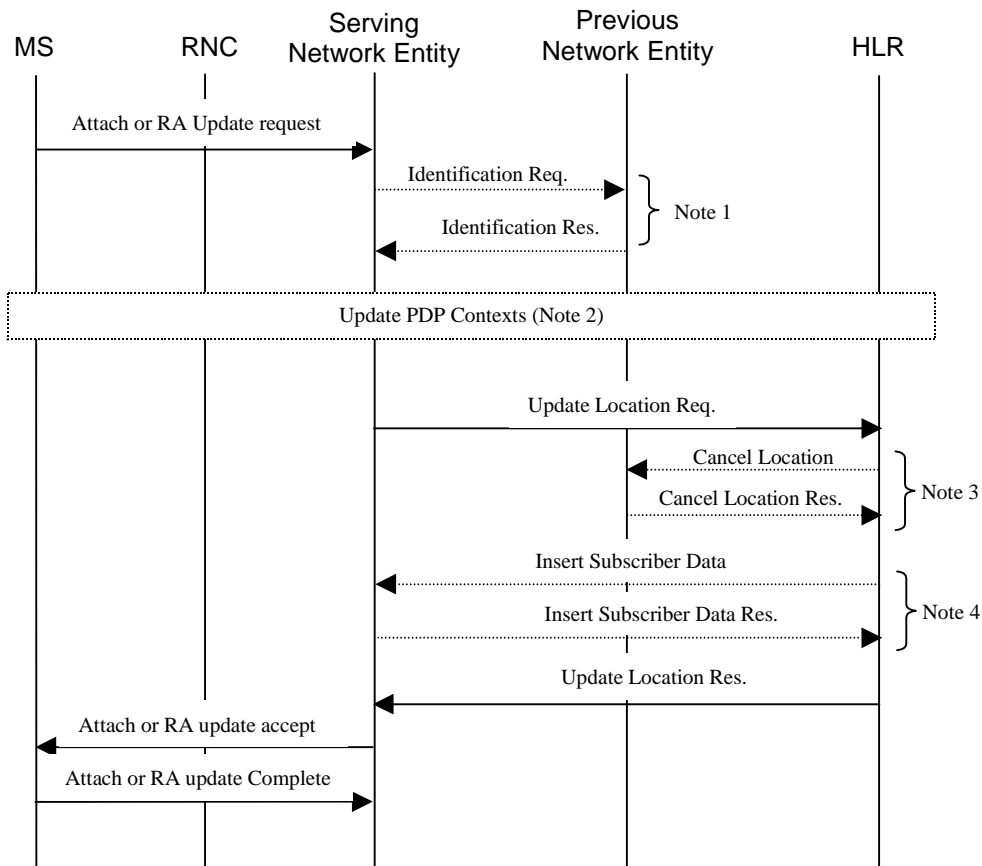 MS
RNC
Serving
Network Entity
Previous
Network Entity
HLR
Attach or RA Update request
Identification Req.
Note 1
Identification Res.
Update PDP Contexts (Note 2)
Update Location Req.
Cancel Location
Note 3
Cancel Location Res.
Insert Subscriber Data
Note 4
Insert Subscriber Data Res.
Update Location Res.
Attach or RA update accept
Attach or RA update Complete